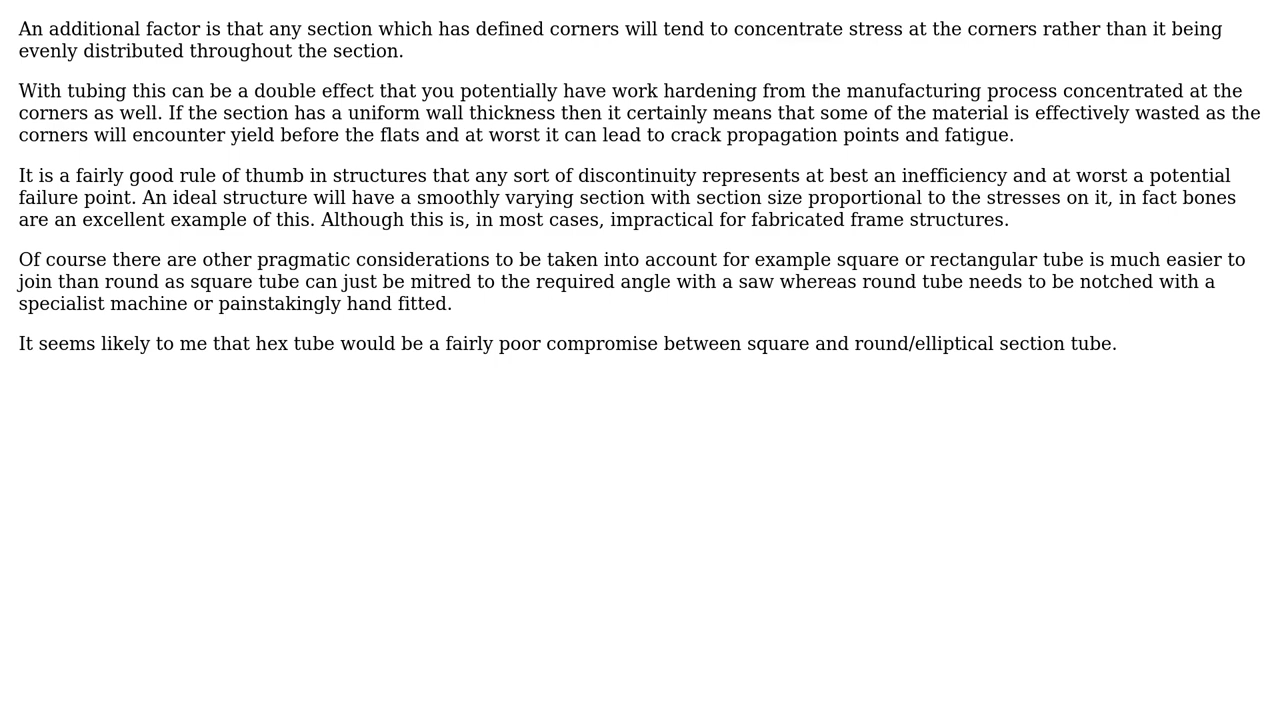 An additional factor is that any section which has defined corners will tend to concentrate stress at the corners rather than it being
evenly distributed throughout the section.
With tubing this can be a double effect that you potentially have work hardening from the manufacturing process concentrated at the
corners as well. If the section has a uniform wall thickness then it certainly means that some of the material is effectively wasted as the
corners will encounter yield before the flats and at worst it can lead to crack propagation points and fatigue.
It is a fairly good rule of thumb in structures that any sort of discontinuity represents at best an inefficiency and at worst a potential
failure point. An ideal structure will have a smoothly varying section with section size proportional to the stresses on it, in fact bones
are an excellent example of this. Although this is, in most cases, impractical for fabricated frame structures.
Of course there are other pragmatic considerations to be taken into account for example square or rectangular tube is much easier to
join than round as square tube can just be mitred to the required angle with a saw whereas round tube needs to be notched with a
specialist machine or painstakingly hand fitted.
It seems likely to me that hex tube would be a fairly poor compromise between square and round/elliptical section tube.